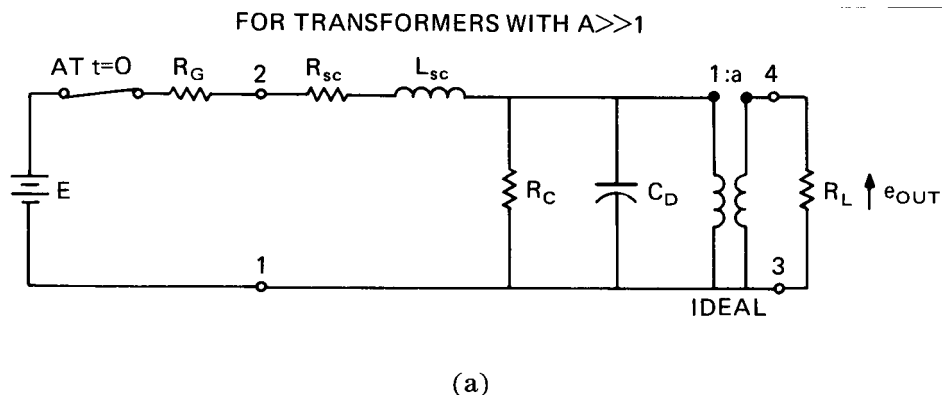 FOR TRANSFORMERS WITH A>>1
AT t=0
R_G
2
R_sc
L_sc
1:a
4
E
R_C
C_D
R_L
e_OUT
1
3
IDEAL
(a)